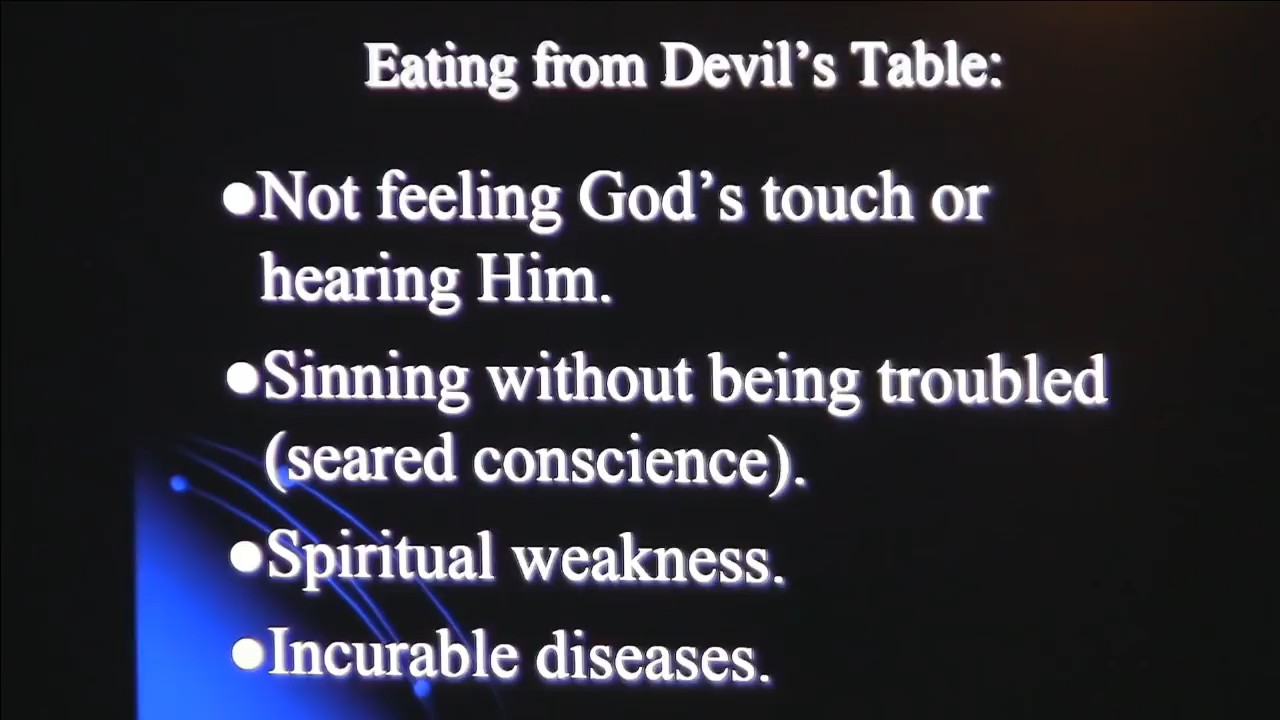 Eating from Devil’s Table:
●Not feeling God’s touch or
hearing Him.
●Sinning without being troubled
(seared conscience).
●Spiritual weakness.
●Incurable diseases.